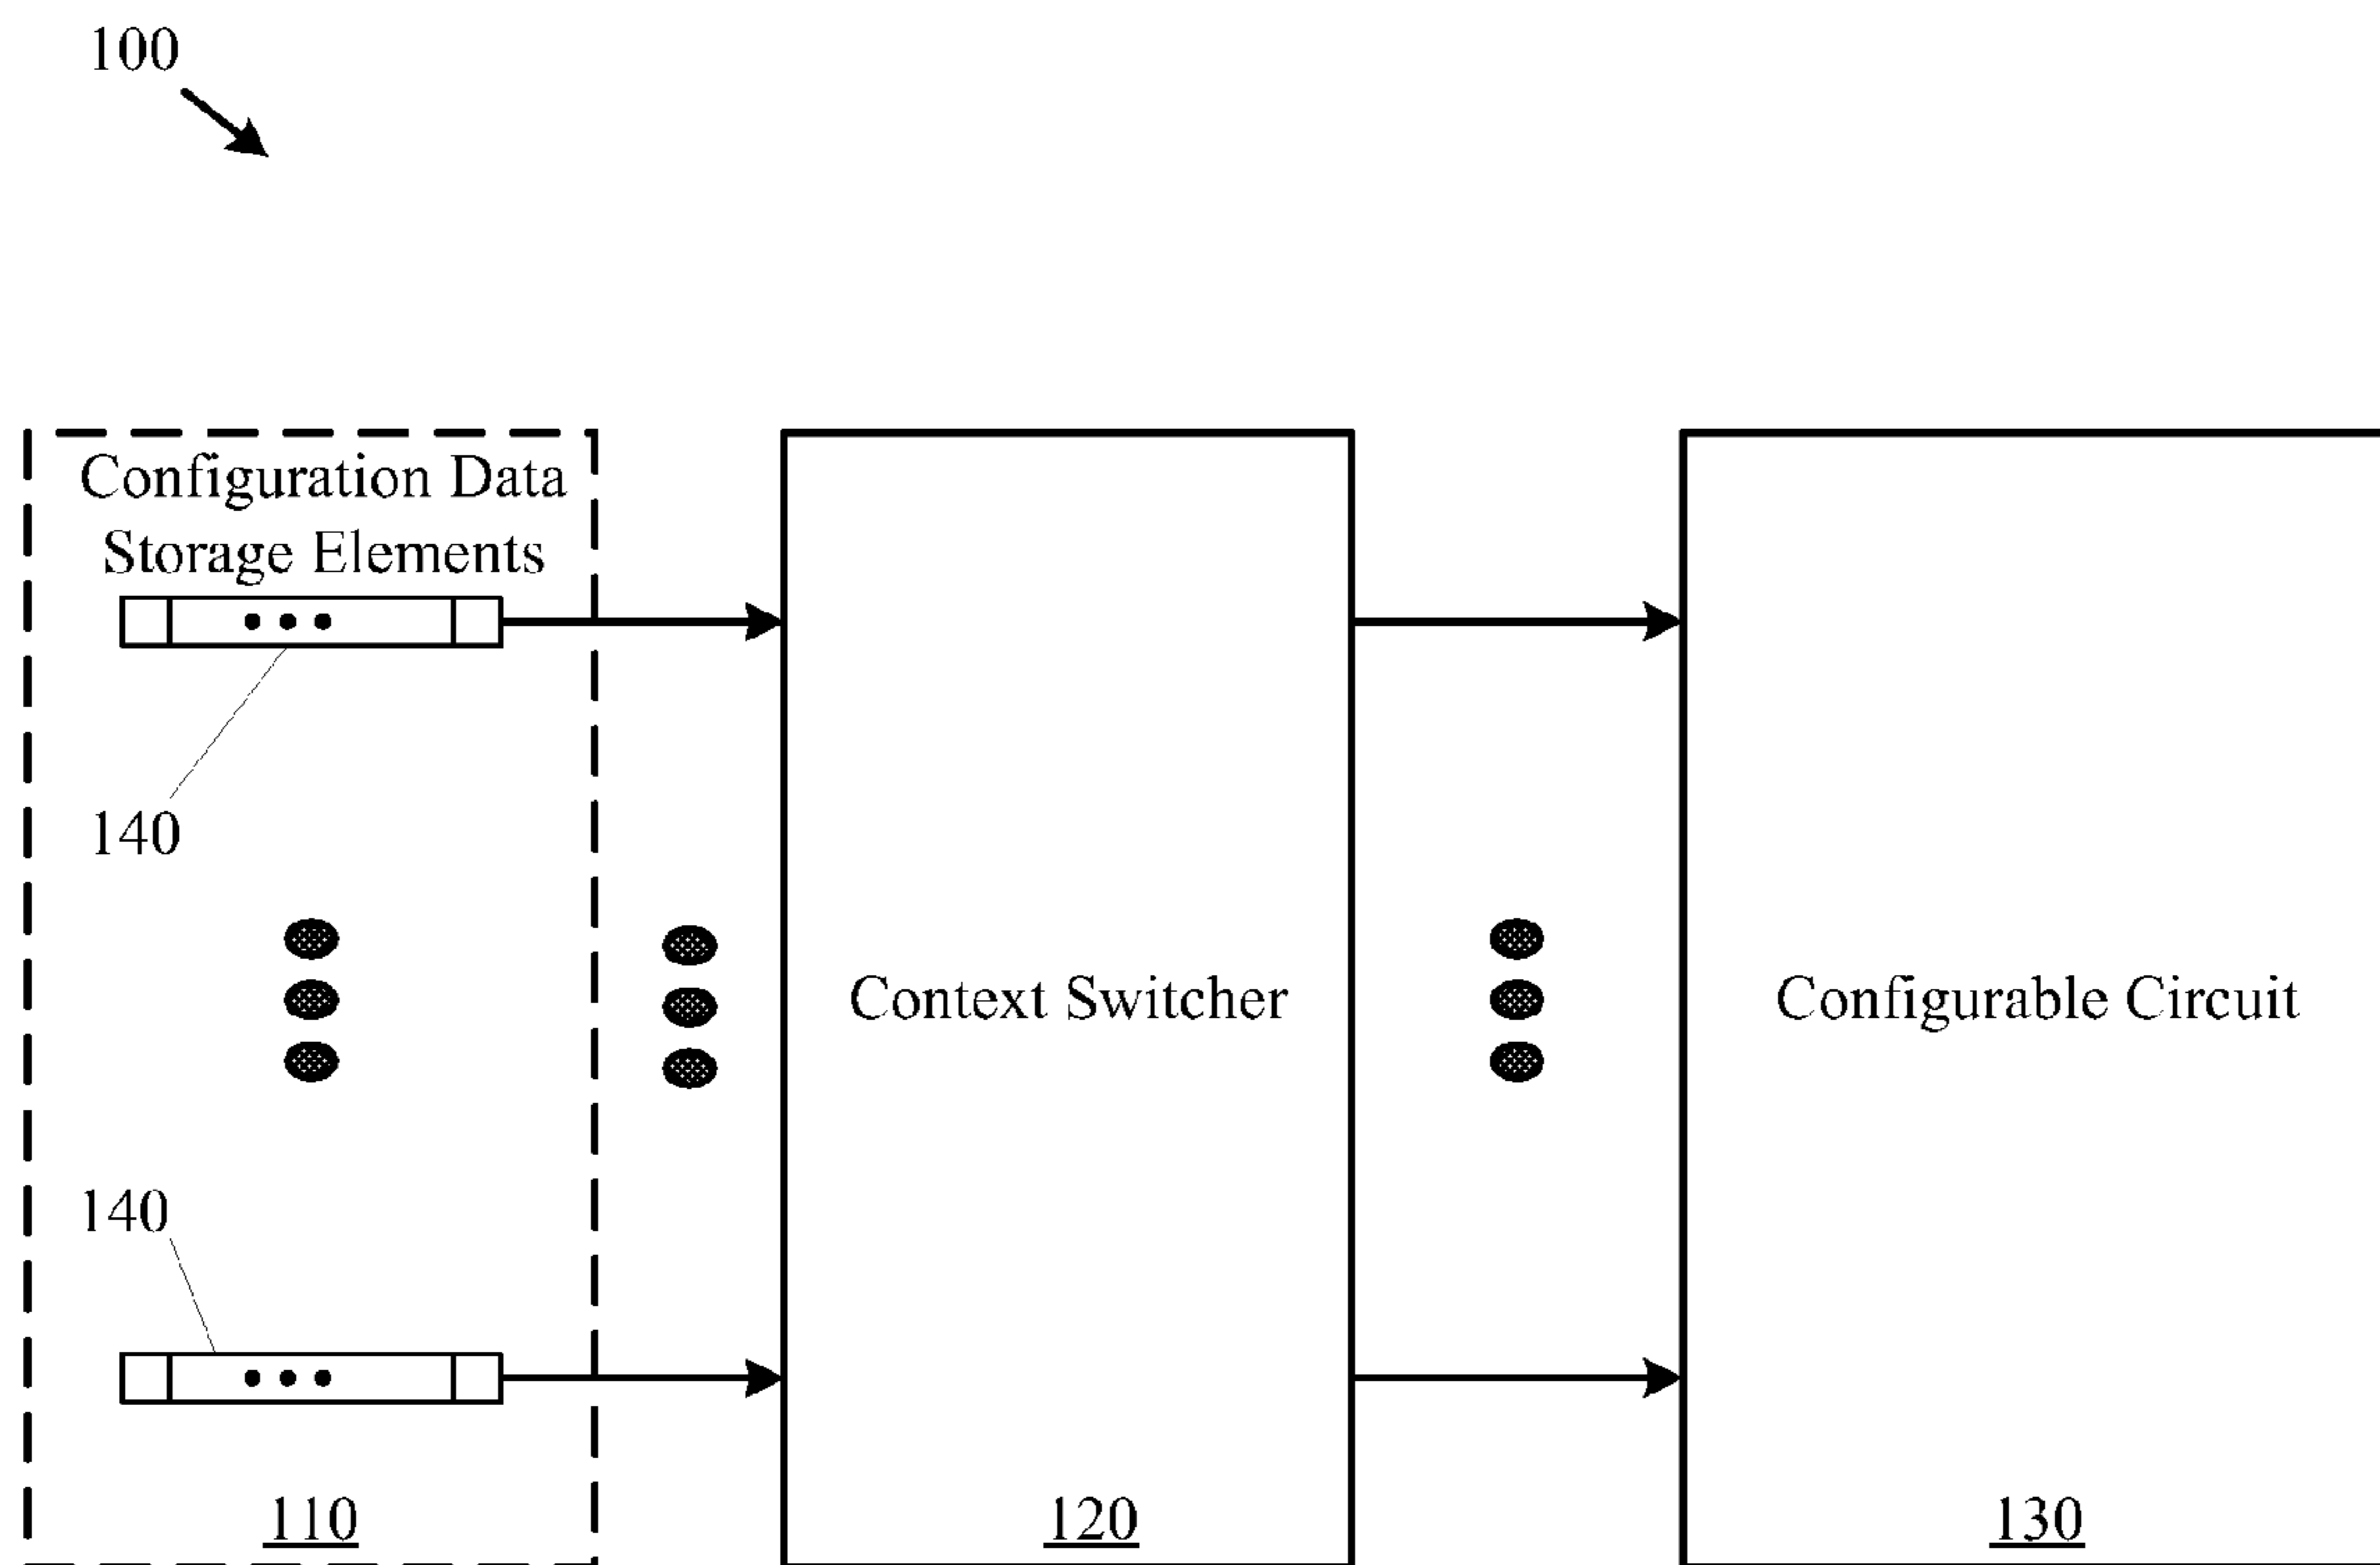 100
Configuration Data
Storage Elements
140
Context Switcher
Configurable Circuit
140
110
120
130